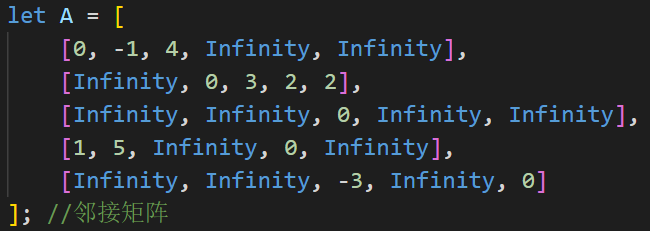 let A = [
    [0, -1, 4, Infinity, Infinity],
    [Infinity, 0, 3, 2, 2],
    [Infinity, Infinity, 0, Infinity, Infinity],
    [1, 5, Infinity, 0, Infinity],
    [Infinity, Infinity, -3, Infinity, 0]
]; //邻接矩阵